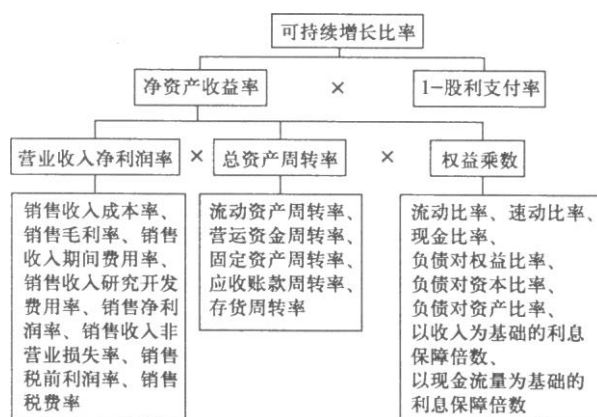 可持续增长比率
净资产收益率 × 1-股利支付率
营业收入净利润率 × 总资产周转率 × 权益乘数
销售收入成本率、
销售毛利率、销售
收入期间费用率、
销售收入研究开发
费用率、销售净利
润率、销售收入非
营业损失率、销售
税前利润率、销售
税费率
流动资产周转率、
营运资金周转率、
固定资产周转率、
应收账款周转率、
存货周转率
流动比率、速动比率、
现金比率、
负债对权益比率、
负债对资本比率、
负债对资产比率、
以收入为基础的利息
保障倍数、
以现金流量为基础的
利息保障倍数